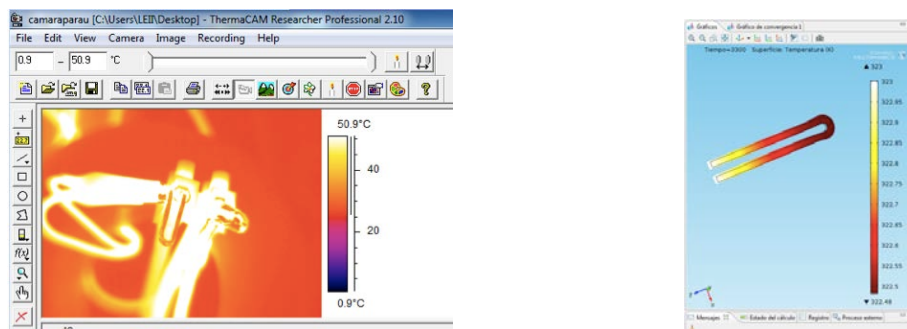 camaraparau [C:\Users\LEII\Desktop] - ThermaCAM Researcher Professional 2.10
File Edit View Camera Image Recording Help
0.9 - 50.9 °C
50.9°C
40
20
0.9°C
Gráficos Gráfico de convergencia 1
Tiempo=3300 Superficie: Temperatura (K)
▲ 323
323
322.95
322.9
322.85
322.8
322.75
322.7
322.65
322.6
322.55
322.5
▼ 322.48
Mensajes Estado del cálculo Registro Proceso externo